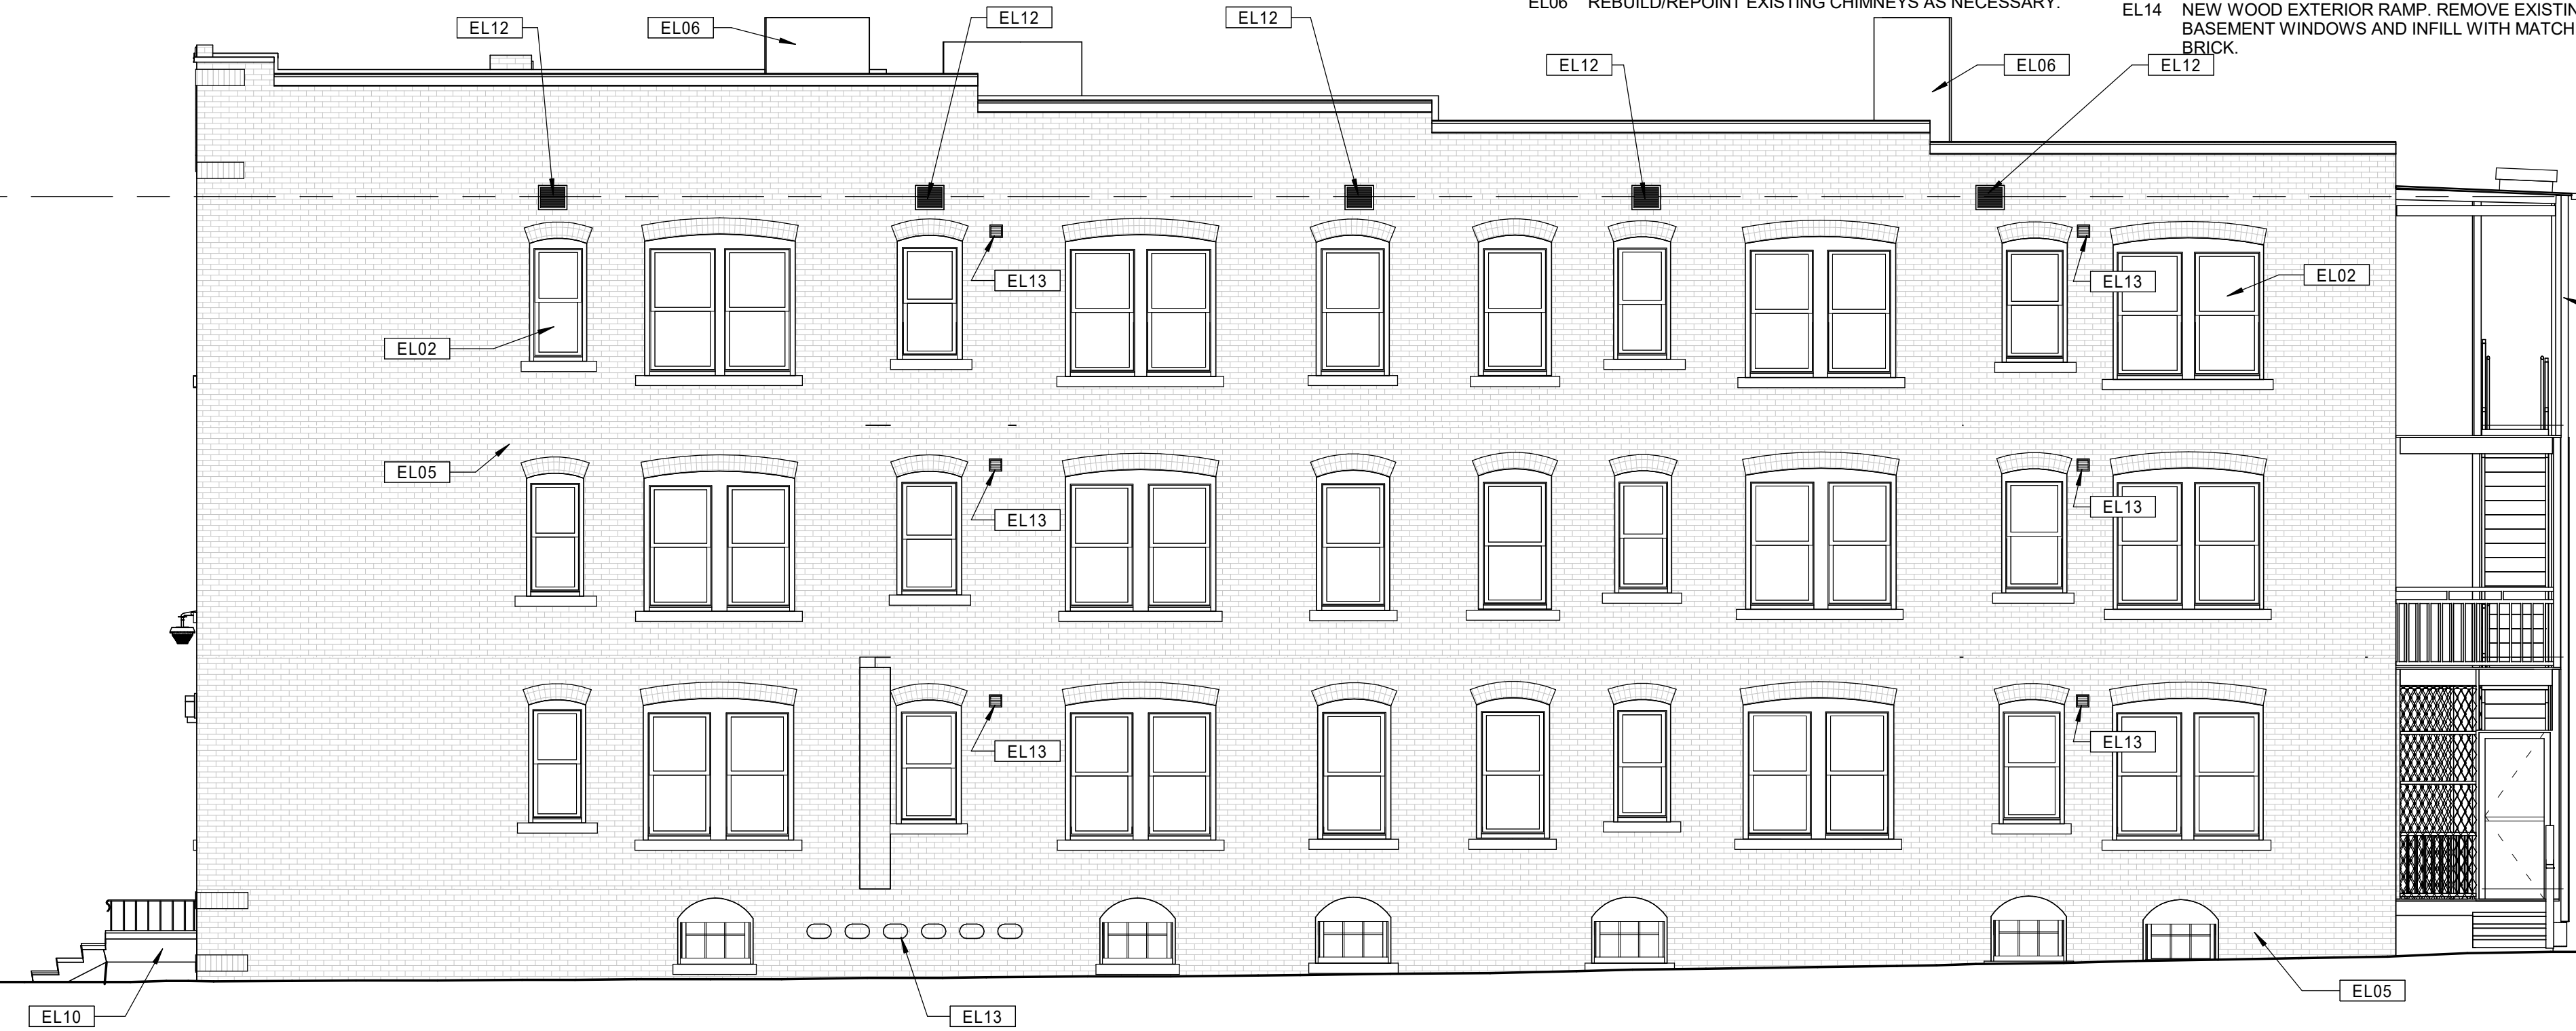 EL06 REBUILD/REPOINT EXISTING CHIMNEYS AS NECESSARY.
EL14 NEW WOOD EXTERIOR RAMP. REMOVE EXISTIN
BASEMENT WINDOWS AND INFILL WITH MATCH
BRICK.
EL12
EL06
EL12
EL12
EL12
EL06
EL12
EL13
EL13
EL02
EL02
EL05
EL13
EL13
EL13
EL13
EL05
EL10
EL13